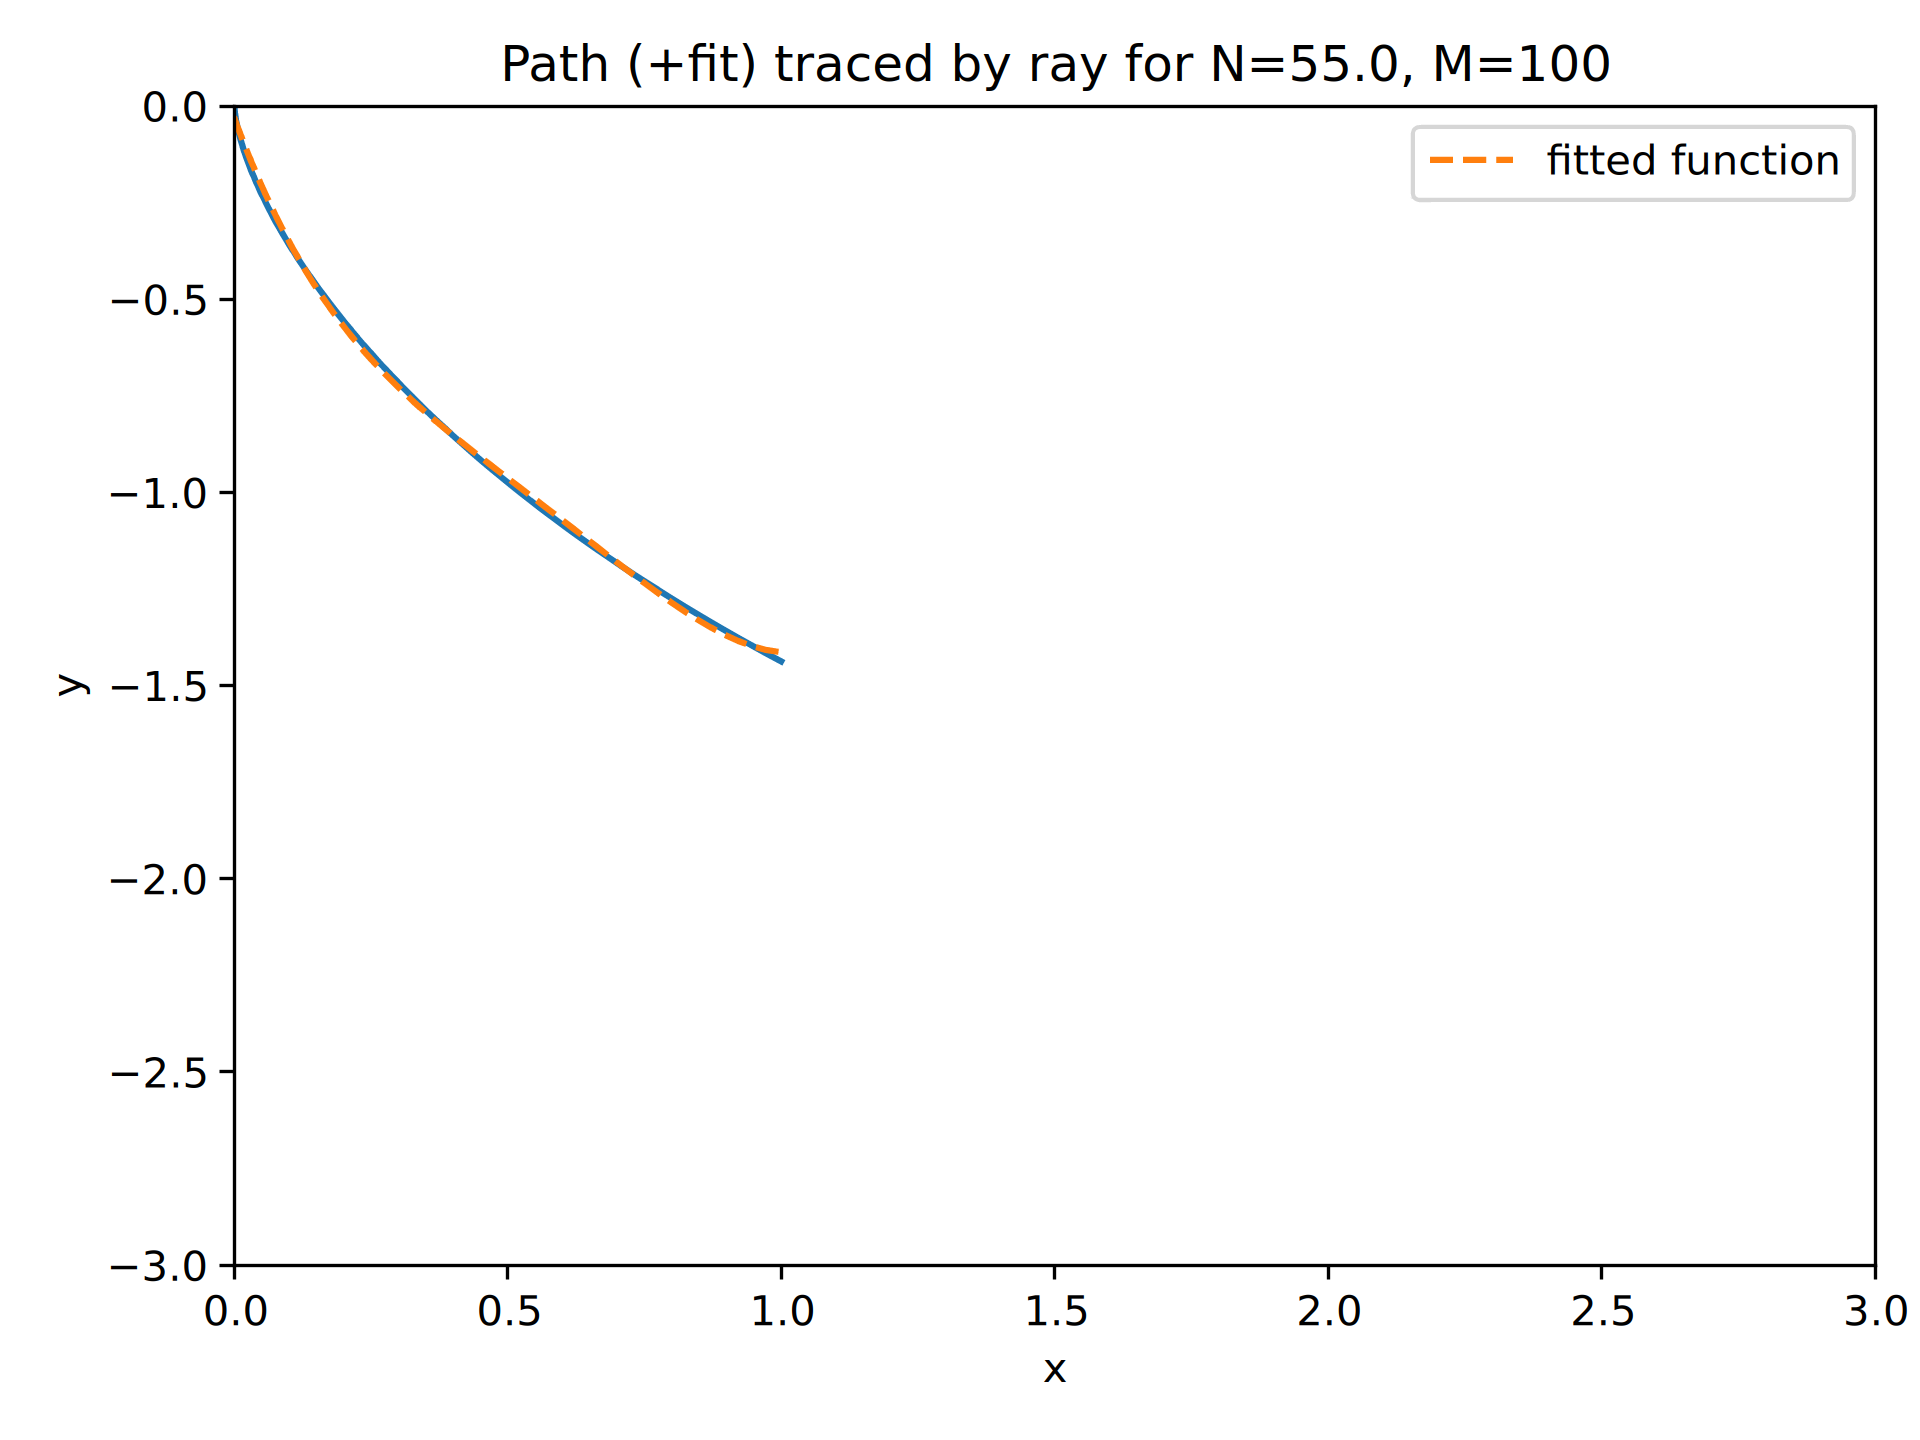 Path (+fit) traced by ray for N=55.0, M=100
fitted function
0.0
−0.5
−1.0
−1.5
−2.0
−2.5
−3.0
y
0.0 0.5 1.0 1.5 2.0 2.5 3.0
x